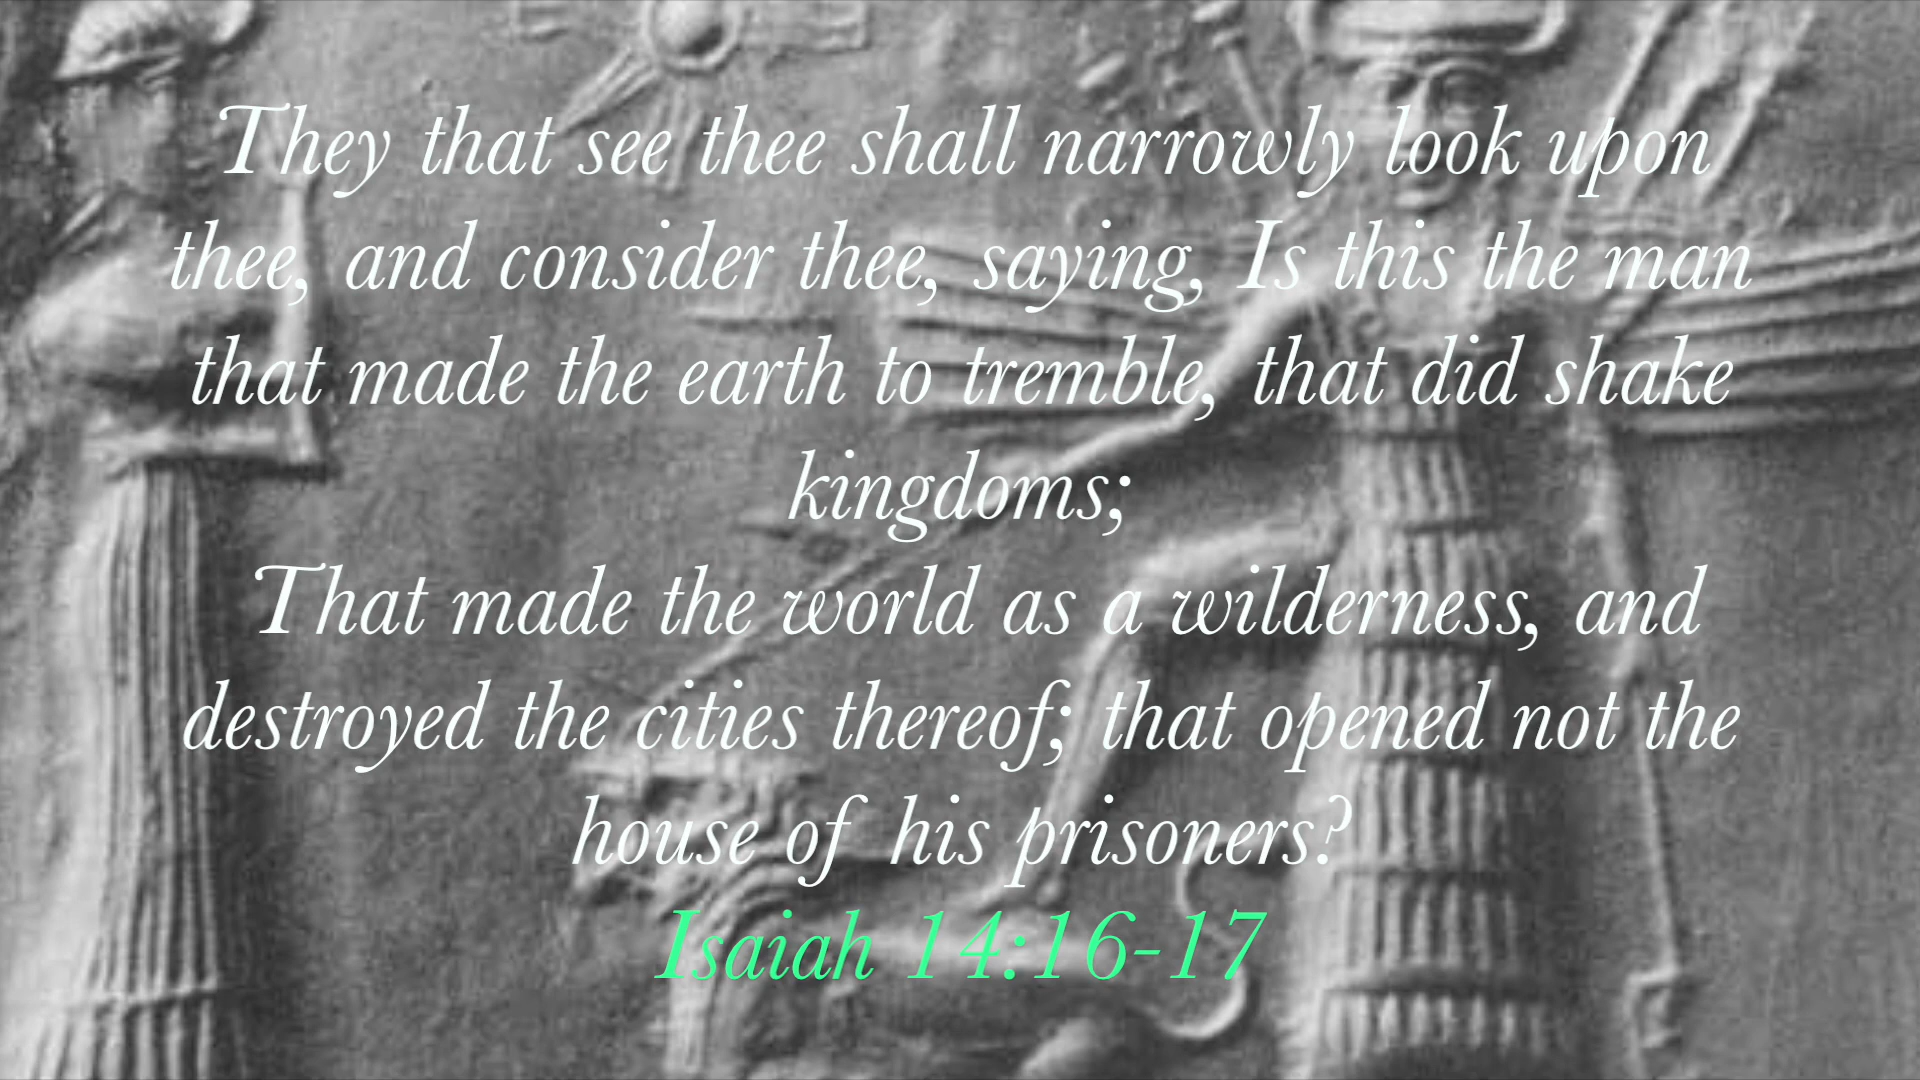 They that see thee shall narrowly look upon
thee, and consider thee, saying, Is this the man
that made the earth to tremble, that did shake
kingdoms;
That made the world as a wilderness, and
destroyed the cities thereof; that opened not the
house of his prisoners?
Isaiah 14:16-17